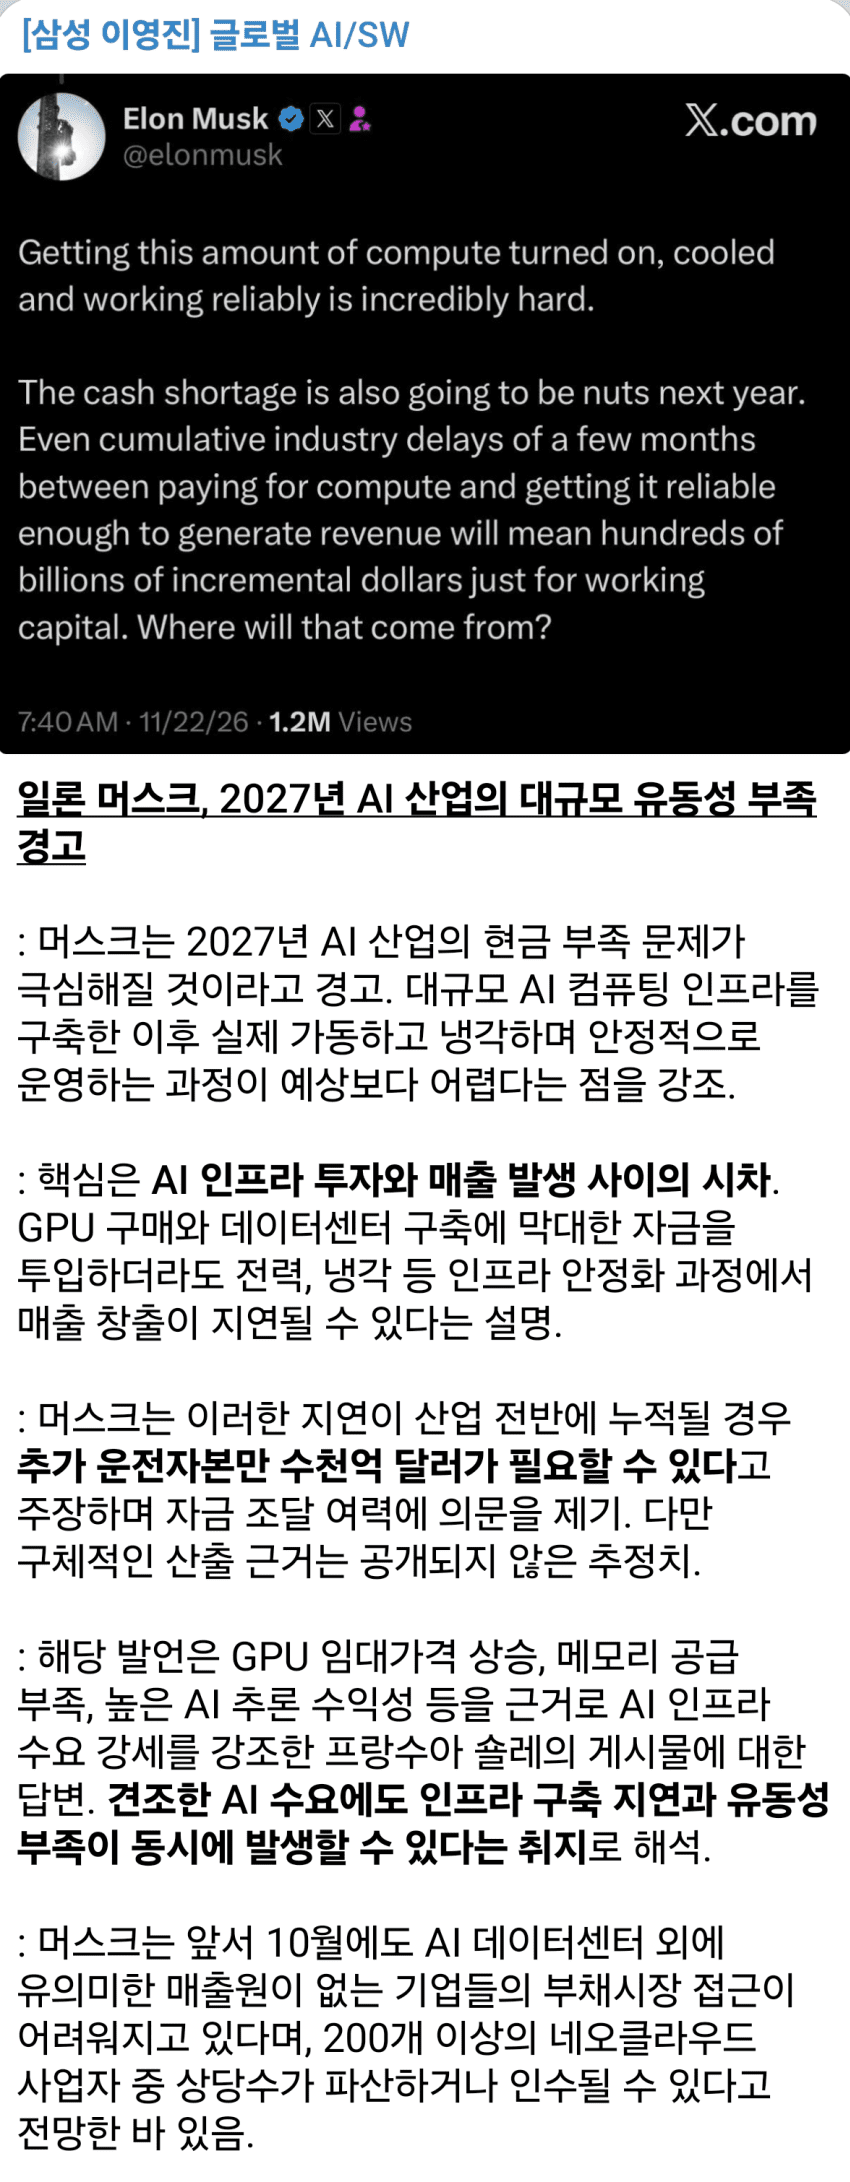 [삼성 이영진] 글로벌 AI/SW
Elon Musk
@elonmusk
X.com
Getting this amount of compute turned on, cooled
and working reliably is incredibly hard.
The cash shortage is also going to be nuts next year.
Even cumulative industry delays of a few months
between paying for compute and getting it reliable
enough to generate revenue will mean hundreds of
billions of incremental dollars just for working
capital. Where will that come from?
7:40 AM · 11/22/26 · 1.2M Views
일론 머스크, 2027년 AI 산업의 대규모 유동성 부족
경고
: 머스크는 2027년 AI 산업의 현금 부족 문제가
극심해질 것이라고 경고. 대규모 AI 컴퓨팅 인프라를
구축한 이후 실제 가동하고 냉각하며 안정적으로
운영하는 과정이 예상보다 어렵다는 점을 강조.
: 핵심은 AI 인프라 투자와 매출 발생 사이의 시차.
GPU 구매와 데이터센터 구축에 막대한 자금을
투입하더라도 전력, 냉각 등 인프라 안정화 과정에서
매출 창출이 지연될 수 있다는 설명.
: 머스크는 이러한 지연이 산업 전반에 누적될 경우
추가 운전자본만 수천억 달러가 필요할 수 있다고
주장하며 자금 조달 여력에 의문을 제기. 다만
구체적인 산출 근거는 공개되지 않은 추정치.
: 해당 발언은 GPU 임대가격 상승, 메모리 공급
부족, 높은 AI 추론 수익성 등을 근거로 AI 인프라
수요 강세를 강조한 프랑수아 숄레의 게시물에 대한
답변. 견조한 AI 수요에도 인프라 구축 지연과 유동성
부족이 동시에 발생할 수 있다는 취지로 해석.
: 머스크는 앞서 10월에도 AI 데이터센터 외에
유의미한 매출원이 없는 기업들의 부채시장 접근이
어려워지고 있다며, 200개 이상의 네오클라우드
사업자 중 상당수가 파산하거나 인수될 수 있다고
전망한 바 있음.